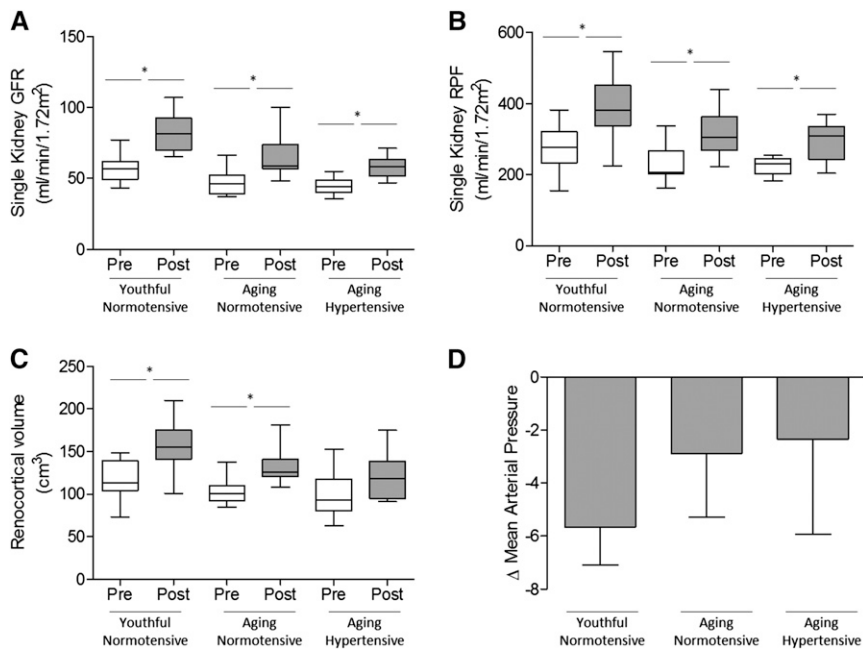 A
Single Kidney GFR
(ml/min/1.72m²)
150
100
50
0
*
*
*
Pre Post Pre Post Pre Post
Youthful
Normotensive
Aging
Normotensive
Aging
Hypertensive
B
Single Kidney RPF
(ml/min/1.72m²)
600
400
200
0
*
*
*
Pre Post Pre Post Pre Post
Youthful
Normotensive
Aging
Normotensive
Aging
Hypertensive
C
Renocortical volume
(cm³)
250
200
150
100
50
0
*
*
Pre Post Pre Post Pre Post
Youthful
Normotensive
Aging
Normotensive
Aging
Hypertensive
D
Δ Mean Arterial Pressure
0
-2
-4
-6
-8
Youthful
Normotensive
Aging
Normotensive
Aging
Hypertensive